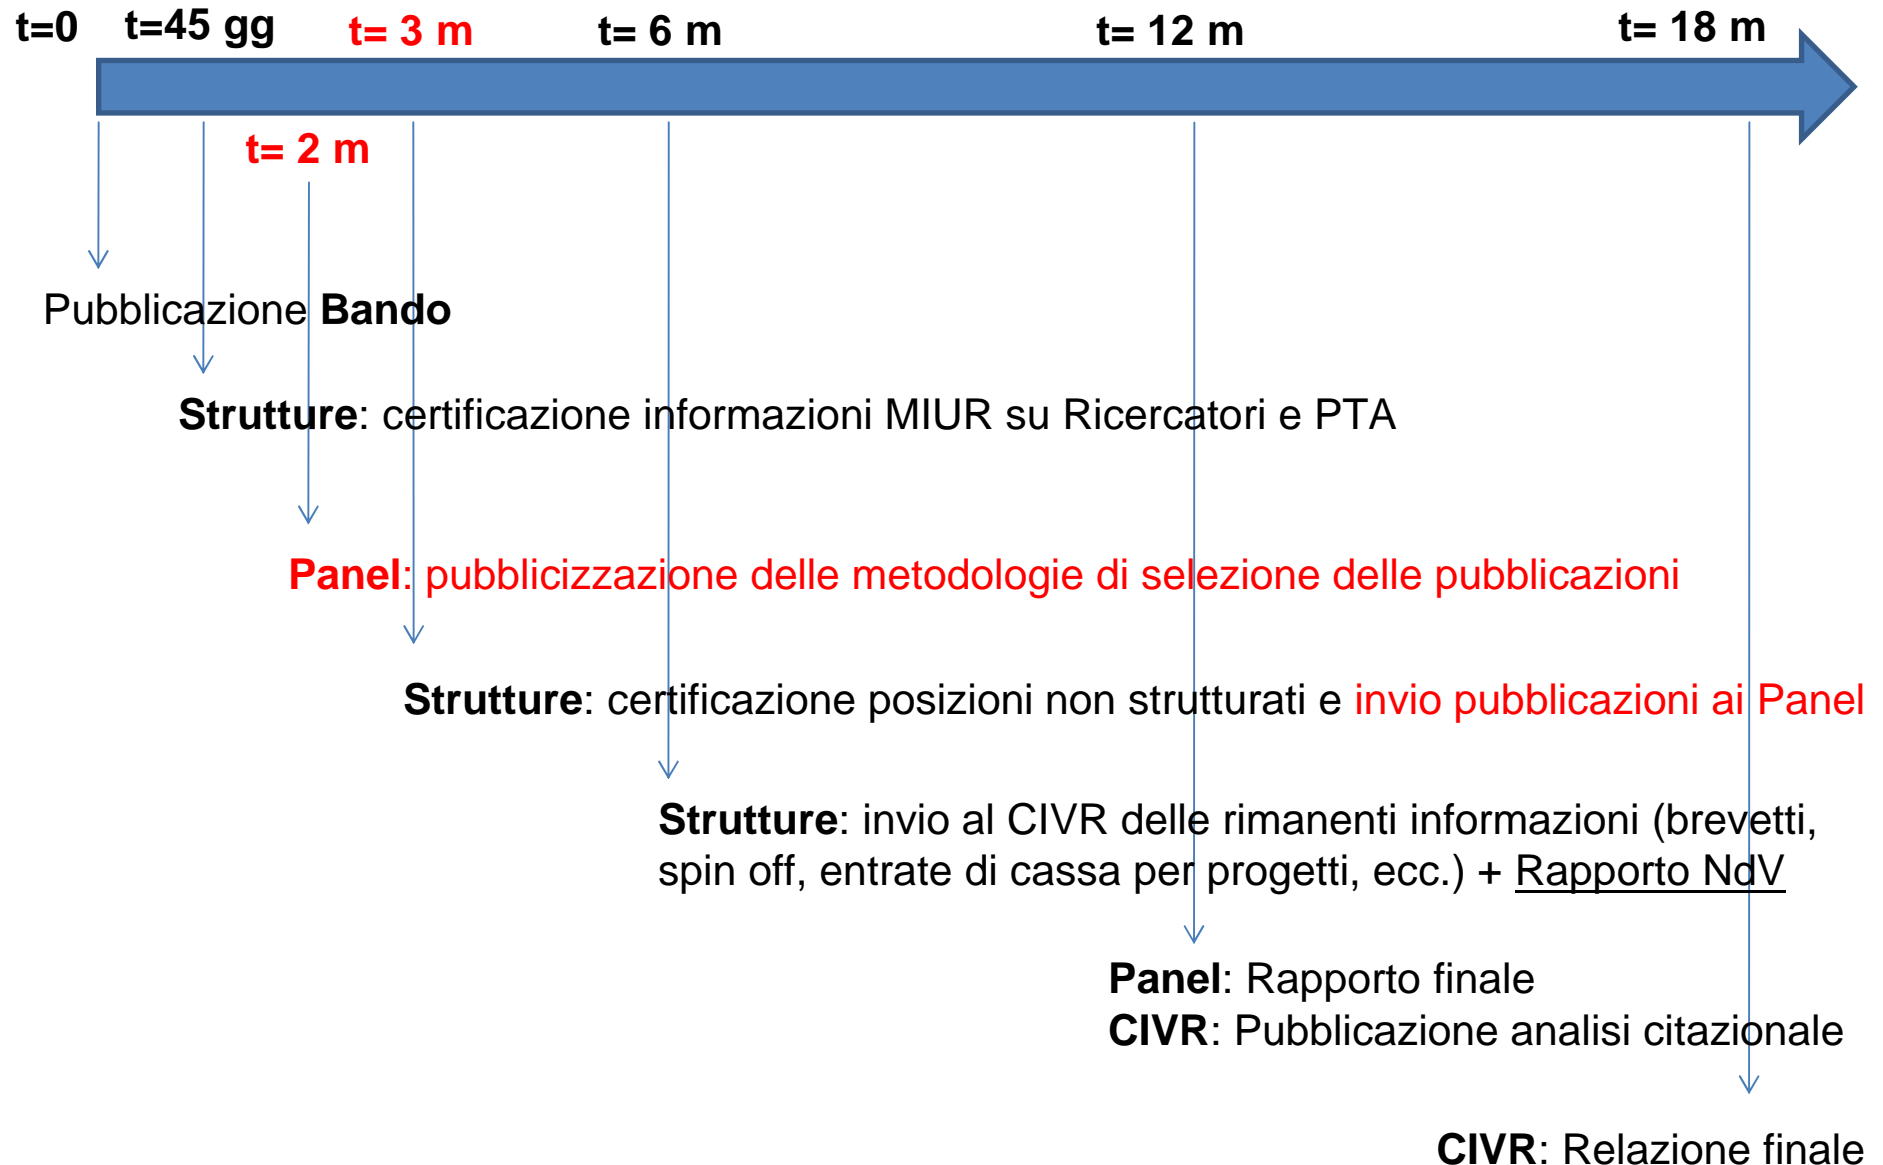 t=0 t=45 gg t= 3 m t= 6 m t= 12 m t= 18 m
t= 2 m
Pubblicazione Bando
Strutture: certificazione informazioni MIUR su Ricercatori e PTA
Panel: pubblicizzazione delle metodologie di selezione delle pubblicazioni
Strutture: certificazione posizioni non strutturati e invio pubblicazioni ai Panel
Strutture: invio al CIVR delle rimanenti informazioni (brevetti,
spin off, entrate di cassa per progetti, ecc.) + Rapporto NdV
Panel: Rapporto finale
CIVR: Pubblicazione analisi citazionale
CIVR: Relazione finale